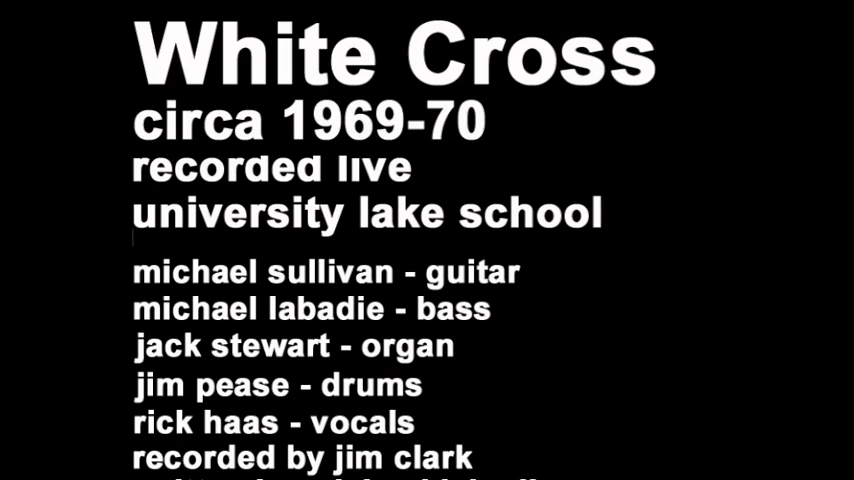 White Cross
circa 1969-70
recorded live
university lake school
michael sullivan - guitar
michael labadie - bass
jack stewart - organ
jim pease - drums
rick haas - vocals
recorded by jim clark